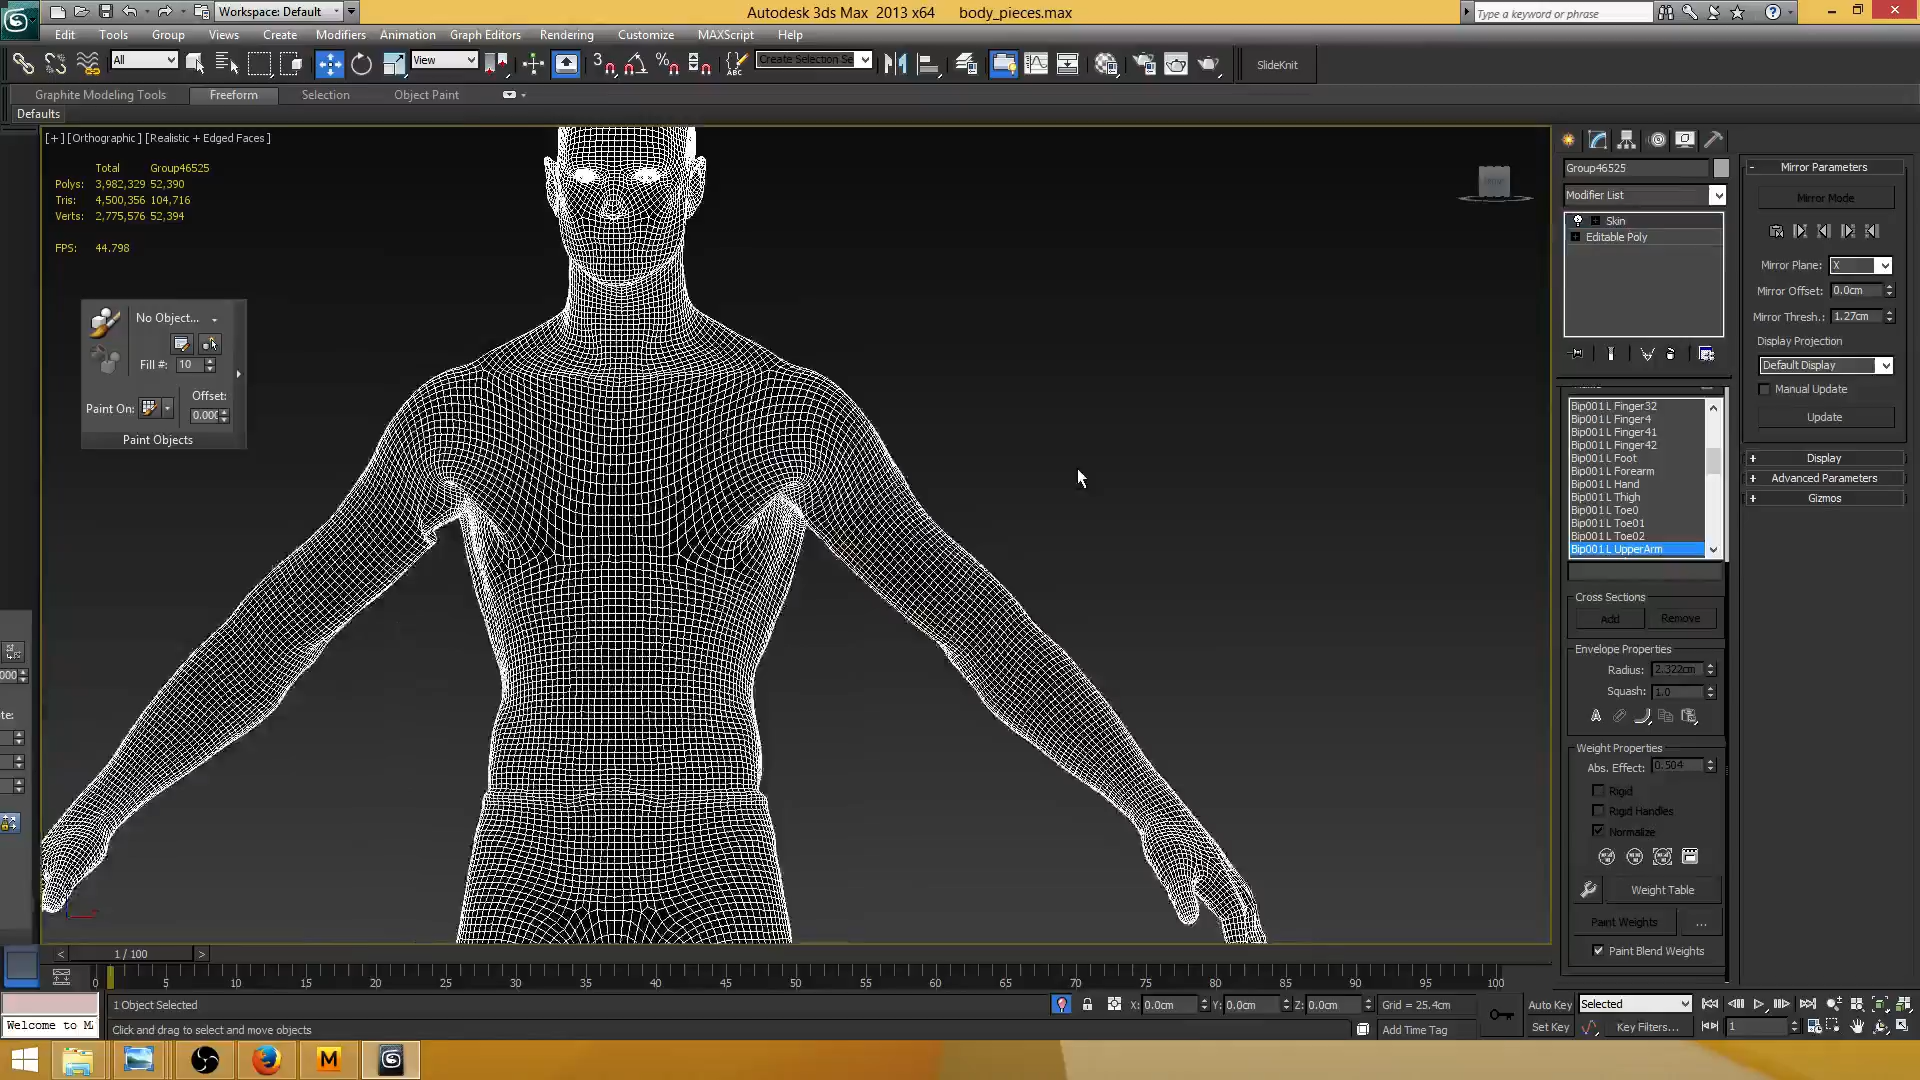 Workspace: Default
Autodesk 3ds Max 2013 x64 body_pieces.max
Type a keyword or phrase
Edit Tools Group Views Create Modifiers Animation Graph Editors Rendering Customize MAXScript Help
All
View
Create Selection Se
SlideKnit
Graphite Modeling Tools Freeform Selection Object Paint
Defaults
[+] [Orthographic] [Realistic + Edged Faces]
Total Group46525
Polys: 3,982,329 52,390
Tris: 4,500,356 104,716
Verts: 2,775,576 52,394
FPS: 44.798
No Object...
Fill #: 10
Offset:
Paint On: 0.000
Paint Objects
Group46525
Modifier List
Skin
Editable Poly
Bip001 L Finger32
Bip001 L Finger4
Bip001 L Finger41
Bip001 L Finger42
Bip001 L Foot
Bip001 L Forearm
Bip001 L Hand
Bip001 L Thigh
Bip001 L Toe0
Bip001 L Toe01
Bip001 L Toe02
Bip001 L UpperArm
Cross Sections
Add Remove
Envelope Properties
Radius: 2.322cm
Squash: 1.0
Weight Properties
Abs. Effect: 0.504
Rigid
Rigid Handles
Normalize
Weight Table
Paint Weights ...
Paint Blend Weights
Mirror Parameters
Mirror Mode
Mirror Plane: X
Mirror Offset: 0.0cm
Mirror Thresh.: 1.27cm
Display Projection
Default Display
Manual Update
Update
Display
Advanced Parameters
Gizmos
000
te:
< 1 / 100 >
0 5 10 15 20 25 30 35 40 45 50 55 60 65 70 75 80 85 90 95 100
1 Object Selected
X: 0.0cm Y: 0.0cm Z: 0.0cm Grid = 25.4cm
Auto Key Selected
Welcome to M
Click and drag to select and move objects
Add Time Tag
Set Key Key Filters... 1